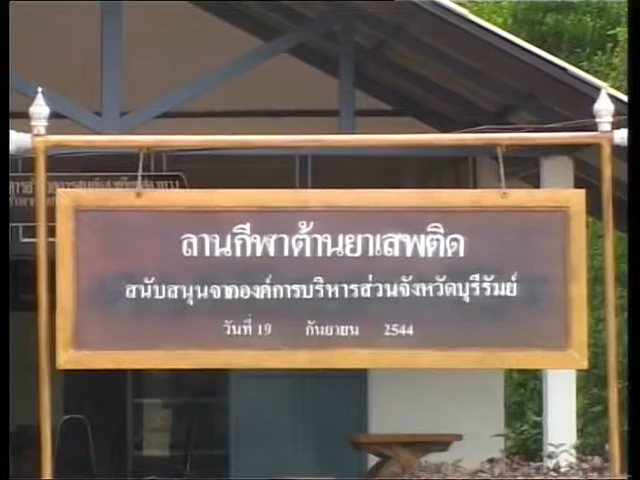 ลานกีฬาต้านยาเสพติด
สนับสนุนจากองค์การบริหารส่วนจังหวัดบุรีรัมย์
วันที่ 19 กันยายน 2544